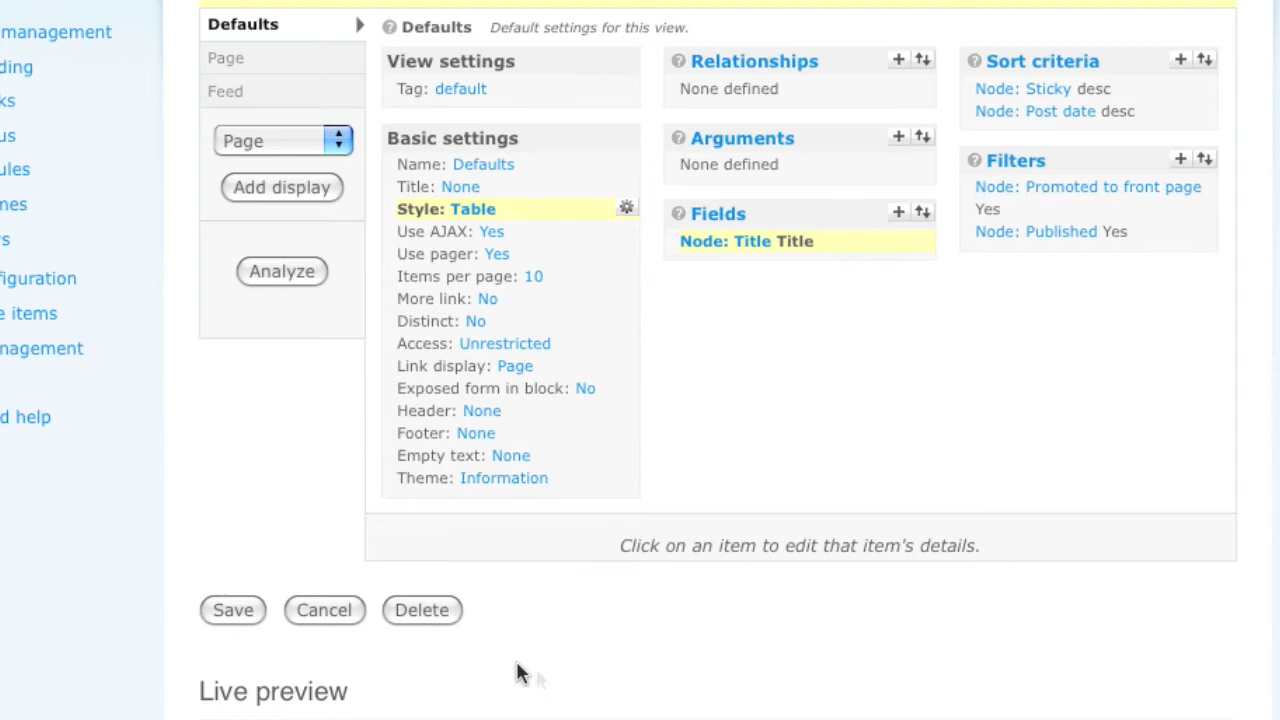 management
ding
ks
us
ules
mes
s
figuration
e items
nagement
d help
Defaults
Page
Feed
Page
Add display
Analyze
Defaults Default settings for this view.
View settings
Tag: default
Basic settings
Name: Defaults
Title: None
Style: Table
Use AJAX: Yes
Use pager: Yes
Items per page: 10
More link: No
Distinct: No
Access: Unrestricted
Link display: Page
Exposed form in block: No
Header: None
Footer: None
Empty text: None
Theme: Information
Relationships
None defined
Arguments
None defined
Fields
Node: Title Title
Sort criteria
Node: Sticky desc
Node: Post date desc
Filters
Node: Promoted to front page
Yes
Node: Published Yes
Click on an item to edit that item's details.
Save Cancel Delete
Live preview